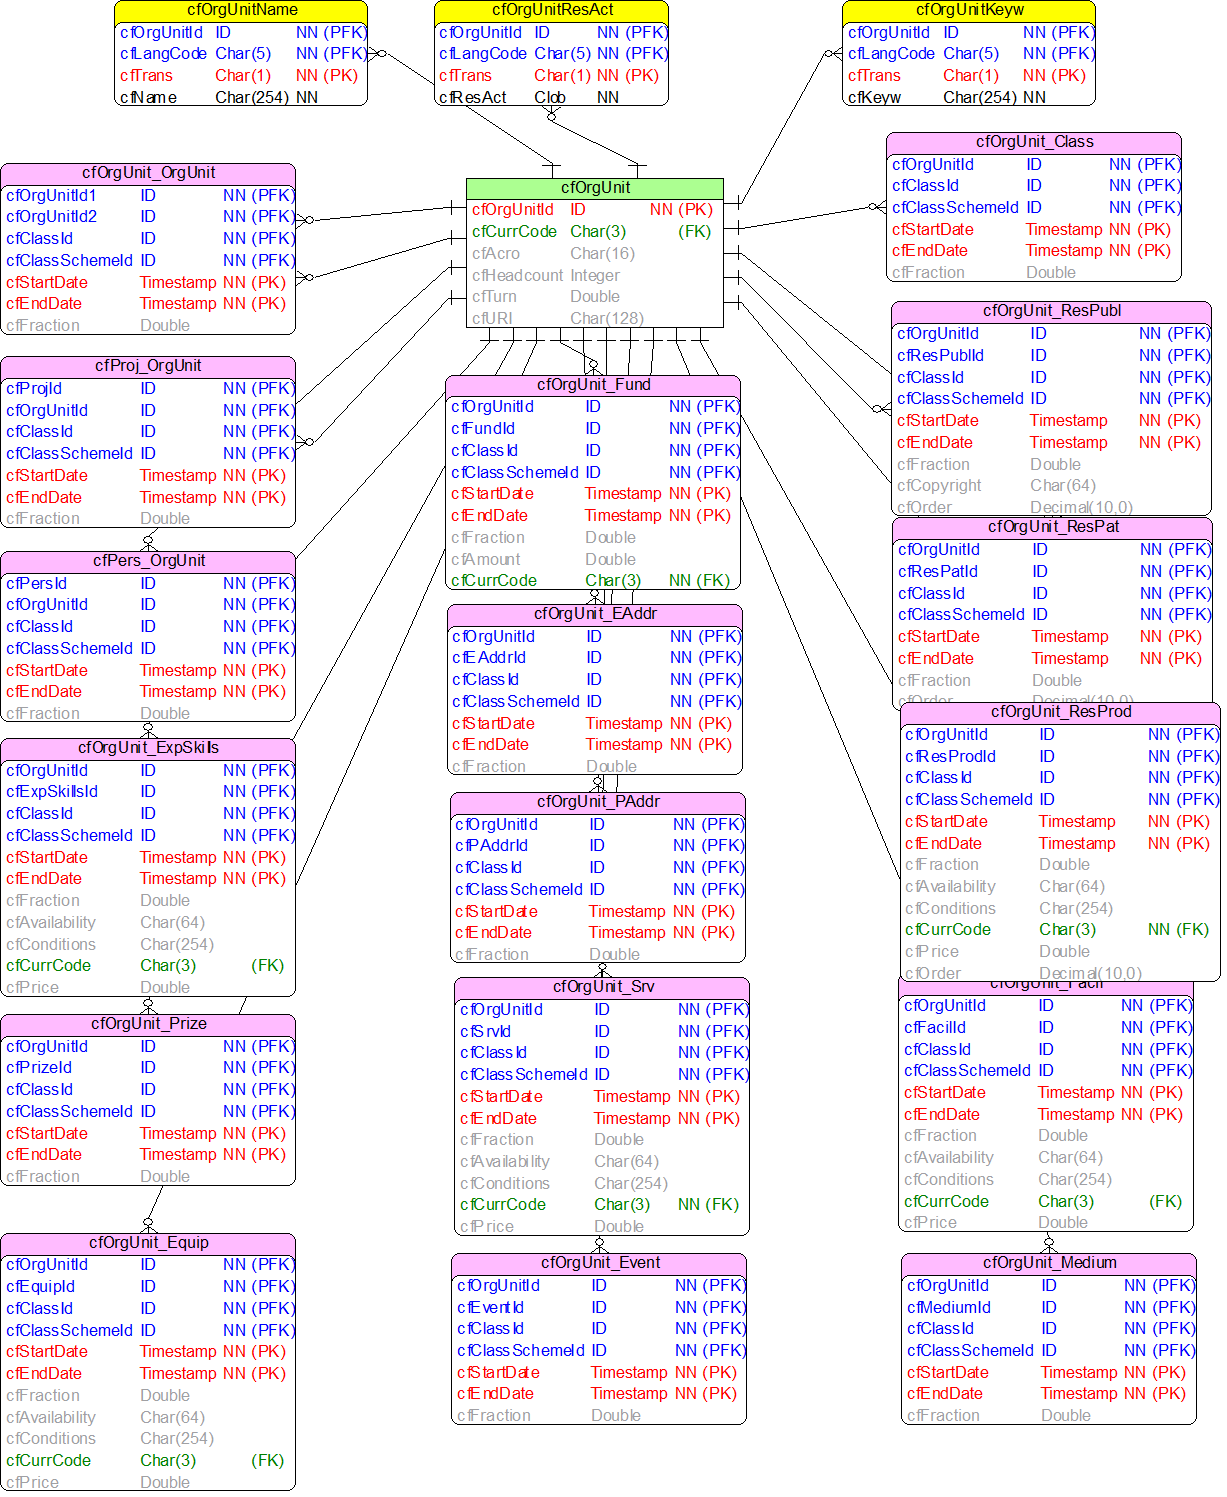 cfOrgUnitName
cfOrgUnitId ID NN (PFK)
cfLangCode Char(5) NN (PFK)
cfTrans Char(1) NN (PK)
cfName Char(254) NN
cfOrgUnitResAct
cfOrgUnitId ID NN (PFK)
cfLangCode Char(5) NN (PFK)
cfTrans Char(1) NN (PK)
cfResAct Clob NN
cfOrgUnitKeyw
cfOrgUnitId ID NN (PFK)
cfLangCode Char(5) NN (PFK)
cfTrans Char(1) NN (PK)
cfKeyw Char(254) NN
cfOrgUnit_OrgUnit
cfOrgUnitId1 ID NN (PFK)
cfOrgUnitId2 ID NN (PFK)
cfClassId ID NN (PFK)
cfClassSchemeId ID NN (PFK)
cfStartDate Timestamp NN (PK)
cfEndDate Timestamp NN (PK)
cfFraction Double
cfOrgUnit
cfOrgUnitId ID NN (PK)
cfCurrCode Char(3) (FK)
cfAcro Char(16)
cfHeadcount Integer
cfTurn Double
cfURI Char(128)
cfOrgUnit_Class
cfOrgUnitId ID NN (PFK)
cfClassId ID NN (PFK)
cfClassSchemeId ID NN (PFK)
cfStartDate Timestamp NN (PK)
cfEndDate Timestamp NN (PK)
cfFraction Double
cfProj_OrgUnit
cfProjId ID NN (PFK)
cfOrgUnitId ID NN (PFK)
cfClassId ID NN (PFK)
cfClassSchemeId ID NN (PFK)
cfStartDate Timestamp NN (PK)
cfEndDate Timestamp NN (PK)
cfFraction Double
cfOrgUnit_Fund
cfOrgUnitId ID NN (PFK)
cfFundId ID NN (PFK)
cfClassId ID NN (PFK)
cfClassSchemeId ID NN (PFK)
cfStartDate Timestamp NN (PK)
cfEndDate Timestamp NN (PK)
cfFraction Double
cfAmount Double
cfCurrCode Char(3) NN (FK)
cfOrgUnit_ResPubl
cfOrgUnitId ID NN (PFK)
cfResPublId ID NN (PFK)
cfClassId ID NN (PFK)
cfClassSchemeId ID NN (PFK)
cfStartDate Timestamp NN (PK)
cfEndDate Timestamp NN (PK)
cfFraction Double
cfCopyright Char(64)
cfOrder Decimal(10,0)
cfPers_OrgUnit
cfPersId ID NN (PFK)
cfOrgUnitId ID NN (PFK)
cfClassId ID NN (PFK)
cfClassSchemeId ID NN (PFK)
cfStartDate Timestamp NN (PK)
cfEndDate Timestamp NN (PK)
cfFraction Double
cfOrgUnit_EAddr
cfOrgUnitId ID NN (PFK)
cfEAddrId ID NN (PFK)
cfClassId ID NN (PFK)
cfClassSchemeId ID NN (PFK)
cfStartDate Timestamp NN (PK)
cfEndDate Timestamp NN (PK)
cfFraction Double
cfOrgUnit_ResPat
cfOrgUnitId ID NN (PFK)
cfResPatId ID NN (PFK)
cfClassId ID NN (PFK)
cfClassSchemeId ID NN (PFK)
cfStartDate Timestamp NN (PK)
cfEndDate Timestamp NN (PK)
cfFraction Double
cfOrder Decimal(10,0)
cfOrgUnit_ExpSkills
cfOrgUnitId ID NN (PFK)
cfExpSkillsId ID NN (PFK)
cfClassId ID NN (PFK)
cfClassSchemeId ID NN (PFK)
cfStartDate Timestamp NN (PK)
cfEndDate Timestamp NN (PK)
cfFraction Double
cfAvailability Char(64)
cfConditions Char(254)
cfCurrCode Char(3) (FK)
cfPrice Double
cfOrgUnit_PAddr
cfOrgUnitId ID NN (PFK)
cfPAddrId ID NN (PFK)
cfClassId ID NN (PFK)
cfClassSchemeId ID NN (PFK)
cfStartDate Timestamp NN (PK)
cfEndDate Timestamp NN (PK)
cfFraction Double
cfOrgUnit_ResProd
cfOrgUnitId ID NN (PFK)
cfResProdId ID NN (PFK)
cfClassId ID NN (PFK)
cfClassSchemeId ID NN (PFK)
cfStartDate Timestamp NN (PK)
cfEndDate Timestamp NN (PK)
cfFraction Double
cfAvailability Char(64)
cfConditions Char(254)
cfCurrCode Char(3) NN (FK)
cfPrice Double
cfOrder Decimal(10,0)
cfOrgUnit_Prize
cfOrgUnitId ID NN (PFK)
cfPrizeId ID NN (PFK)
cfClassId ID NN (PFK)
cfClassSchemeId ID NN (PFK)
cfStartDate Timestamp NN (PK)
cfEndDate Timestamp NN (PK)
cfFraction Double
cfOrgUnit_Srv
cfOrgUnitId ID NN (PFK)
cfSrvId ID NN (PFK)
cfClassId ID NN (PFK)
cfClassSchemeId ID NN (PFK)
cfStartDate Timestamp NN (PK)
cfEndDate Timestamp NN (PK)
cfFraction Double
cfAvailability Char(64)
cfConditions Char(254)
cfCurrCode Char(3) NN (FK)
cfPrice Double
cfOrgUnit_Facil
cfOrgUnitId ID NN (PFK)
cfFacilId ID NN (PFK)
cfClassId ID NN (PFK)
cfClassSchemeId ID NN (PFK)
cfStartDate Timestamp NN (PK)
cfEndDate Timestamp NN (PK)
cfFraction Double
cfAvailability Char(64)
cfConditions Char(254)
cfCurrCode Char(3) (FK)
cfPrice Double
cfOrgUnit_Equip
cfOrgUnitId ID NN (PFK)
cfEquipId ID NN (PFK)
cfClassId ID NN (PFK)
cfClassSchemeId ID NN (PFK)
cfStartDate Timestamp NN (PK)
cfEndDate Timestamp NN (PK)
cfFraction Double
cfAvailability Char(64)
cfConditions Char(254)
cfCurrCode Char(3) (FK)
cfPrice Double
cfOrgUnit_Event
cfOrgUnitId ID NN (PFK)
cfEventId ID NN (PFK)
cfClassId ID NN (PFK)
cfClassSchemeId ID NN (PFK)
cfStartDate Timestamp NN (PK)
cfEndDate Timestamp NN (PK)
cfFraction Double
cfOrgUnit_Medium
cfOrgUnitId ID NN (PFK)
cfMediumId ID NN (PFK)
cfClassId ID NN (PFK)
cfClassSchemeId ID NN (PFK)
cfStartDate Timestamp NN (PK)
cfEndDate Timestamp NN (PK)
cfFraction Double